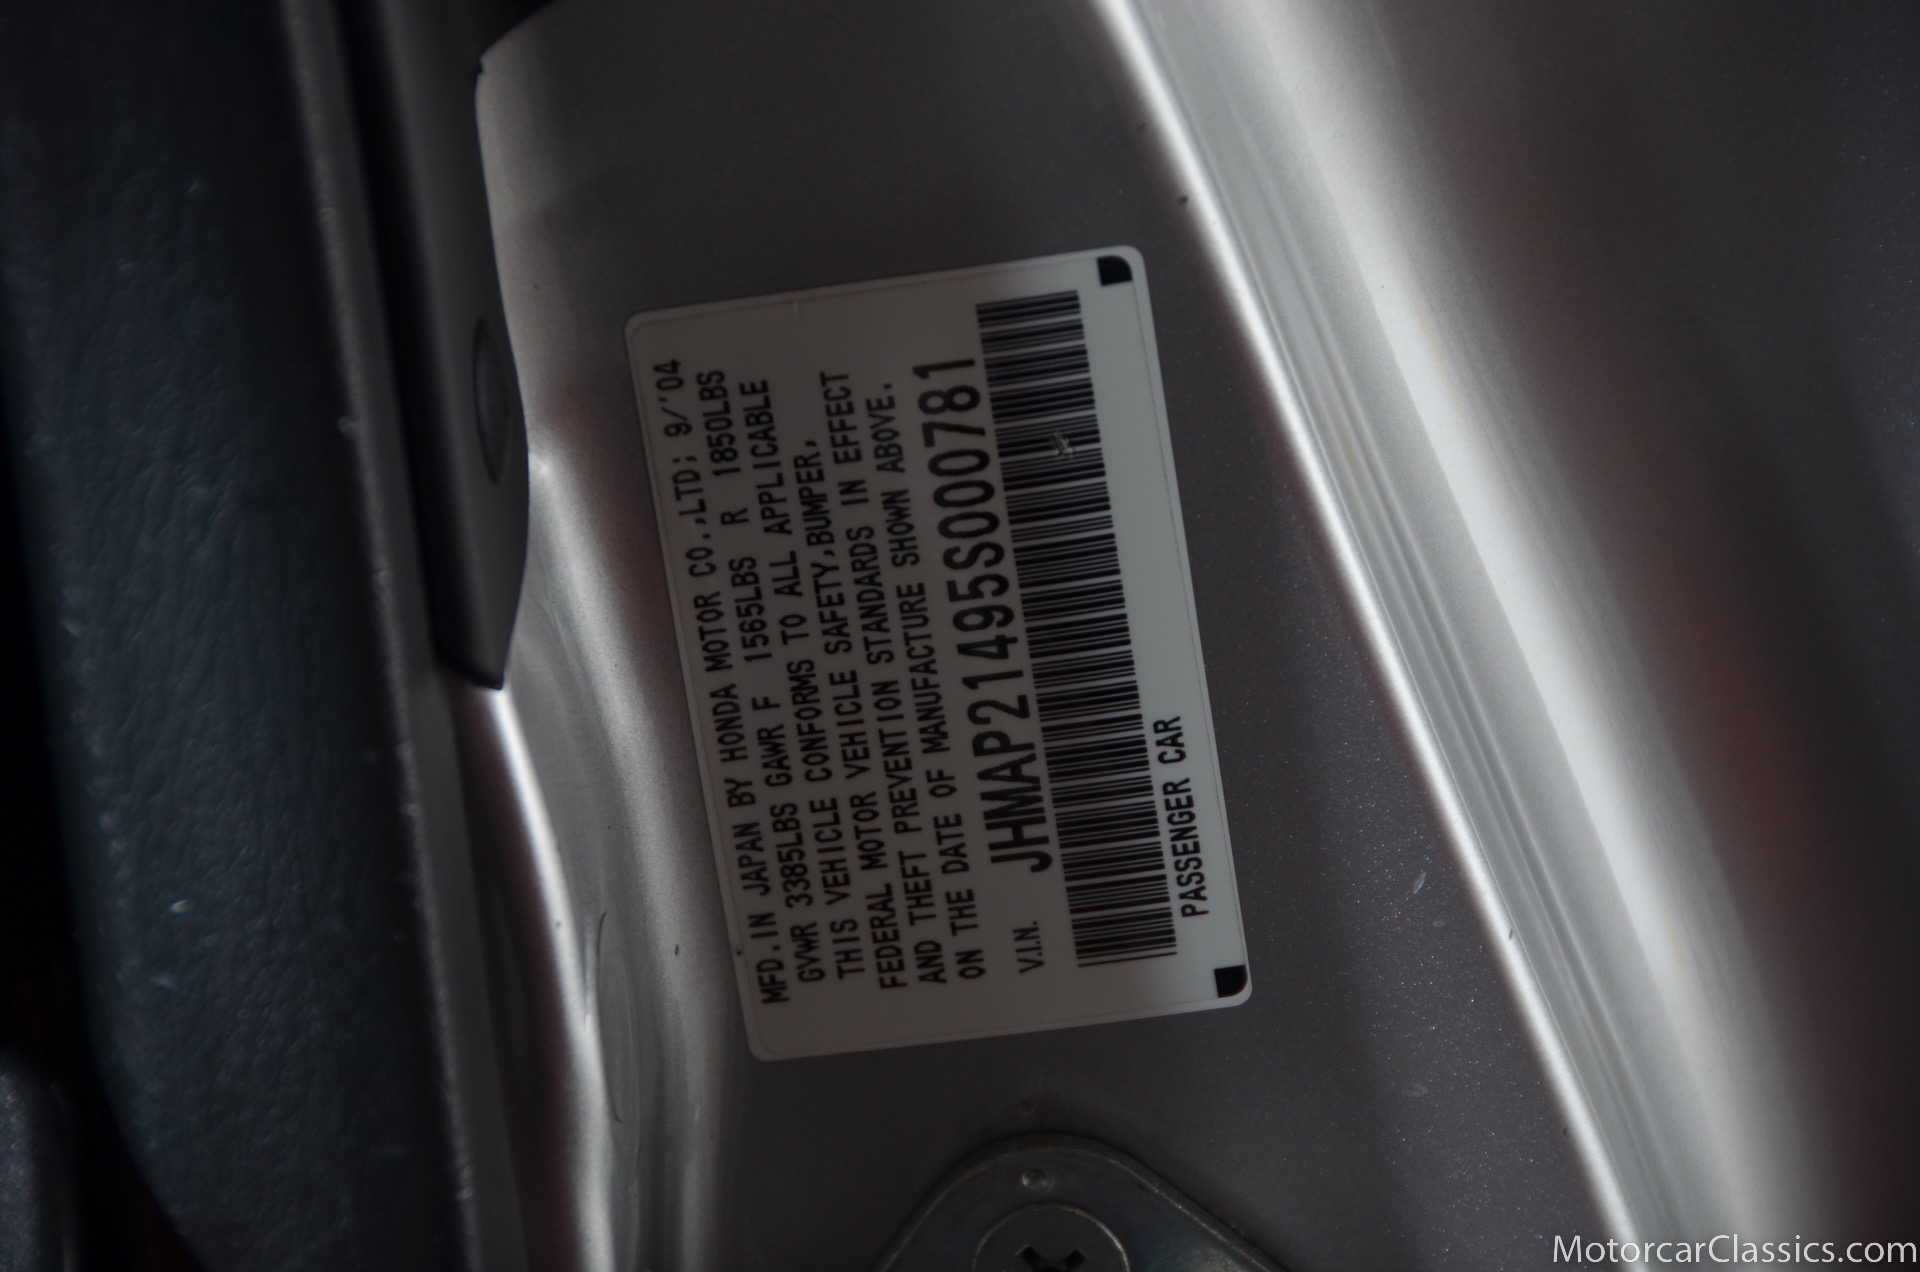 MFD. IN JAPAN BY HONDA MOTOR CO.,LTD; 9/'04
GVWR 3385LBS GAWR F 1565LBS R 1850LBS
THIS VEHICLE CONFORMS TO ALL APPLICABLE
FEDERAL MOTOR VEHICLE SAFETY,BUMPER,
AND THEFT PREVENTION STANDARDS IN EFFECT
ON THE DATE OF MANUFACTURE SHOWN ABOVE.
V.I.N. JHMAP21495S000781
PASSENGER CAR
MotorcarClassics.com